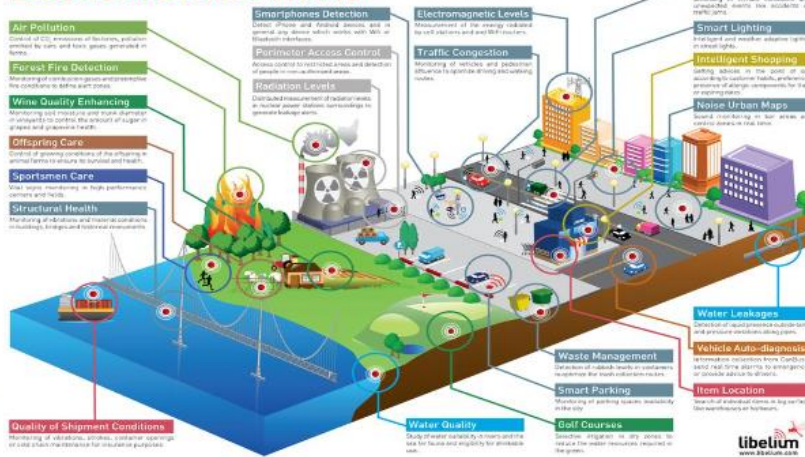 Air Pollution
Control of CO₂ emissions of factories, pollution
emitted by cars and toxic gases generated in
farms.
Forest Fire Detection
Monitoring of combustion gases and preemptive
fire conditions to define alert zones.
Wine Quality Enhancing
Monitoring soil moisture and trunk diameter
in vineyards to control the amount of sugar in
grapes and grapevine health.
Offspring Care
Control of growing conditions of the offspring in
animal farms to ensure its survival and health.
Sportsmen Care
Vital signs monitoring in high performance
centers and fields.
Structural Health
Monitoring of vibrations and material conditions
in buildings, bridges and historical monuments.
Quality of Shipment Conditions
Monitoring of vibrations, strokes, container openings
or cold chain maintenance for insurance purposes.
Smartphones Detection
Detection of iPhone and Android devices and in
general any device which works with Wifi or
Bluetooth interfaces.
Perimeter Access Control
Access control to restricted areas and detection
of people in non-authorized areas.
Radiation Levels
Distributed measurement of radiation levels
in nuclear power stations surroundings to
generate leakage alerts.
Electromagnetic Levels
Measurement of the energy radiated
by cell stations and and WiFi routers.
Traffic Congestion
Monitoring of vehicles and pedestrian
affluence to optimize driving and walking
routes.
unexpected events like accidents
traffic jams.
Smart Lighting
Intelligent and weather adaptive
in street lights.
Intelligent Shopping
Getting advices in the point of
according to customer habits,
presence of allergic components for
or expiring dates.
Noise Urban Maps
Sound monitoring in bar areas
centric zones in real time.
Water Leakages
Detection of liquid presence outside
and pressure variations along pipes.
Vehicle Auto-diagnosis
Information collection from CanBus
send real time alarms to
or provide advice to drivers.
Item Location
Search of individual items in big
like warehouses or harbours.
Waste Management
Detection of rubbish levels in containers
to optimize the trash collection routes.
Smart Parking
Monitoring of parking spaces availability
in the city.
Golf Courses
Selective irrigation in dry zones to
reduce the water resources required in
the green.
Water Quality
Study of water suitability in rivers and the
sea for fauna and eligibility for drinkable
use.
libelium
www.libelium.com